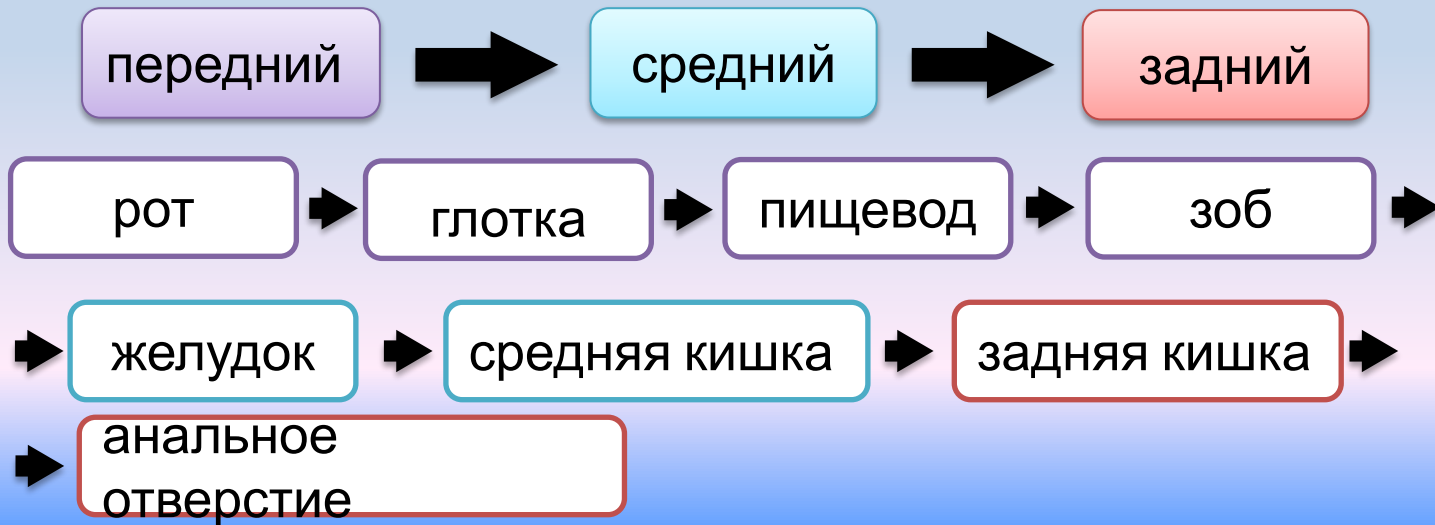 передний средний задний
рот глотка пищевод зоб
желудок средняя кишка задняя кишка
анальное
отверстие